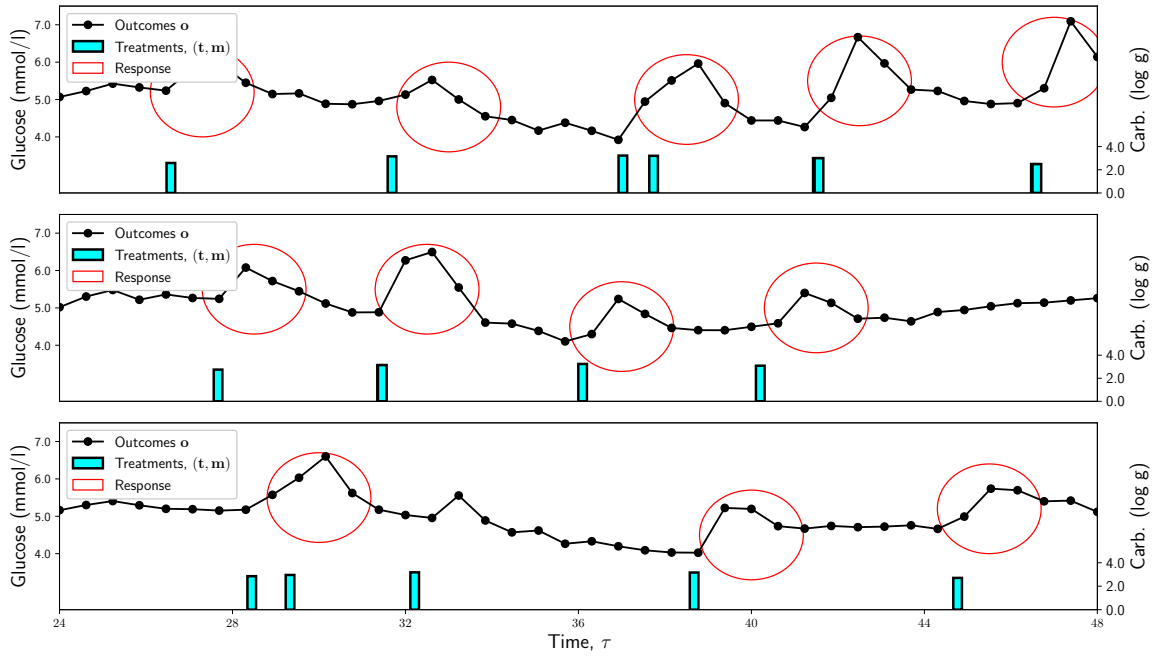 Glucose (mmol/l)
7.0
5.0
4.0
Outcomes o
Treatments, (t, m)
Response
4.0
2.0
0.0
Carb. (log g)
Glucose (mmol/l)
7.0
6.0
5.0
4.0
Outcomes o
Treatments, (t, m)
Response
4.0
2.0
0.0
Carb. (log g)
Glucose (mmol/l)
7.0
6.0
5.0
4.0
Outcomes o
Treatments, (t, m)
Response
4.0
2.0
0.0
Carb. (log g)
24 28 32 36 40 44 48
Time, τ